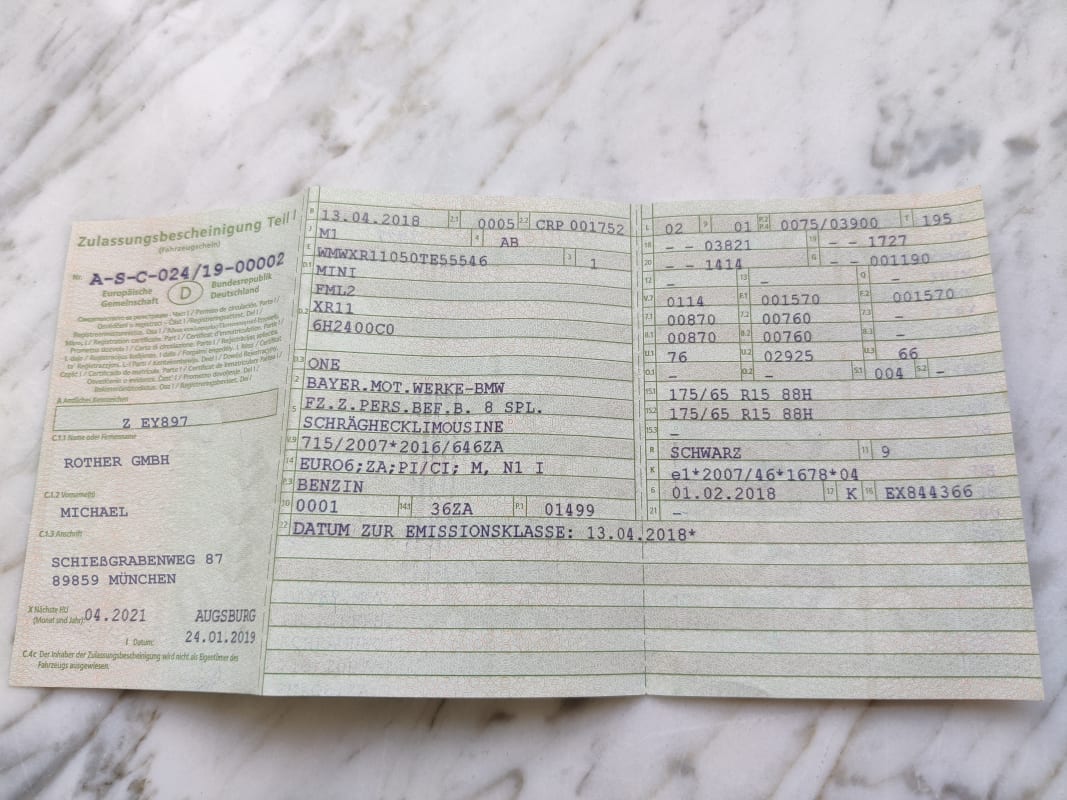 Zulassungsbescheinigung Teil I
(Fahrzeugschein)
Nr. A-S-C-024/19-00002
Europäische Gemeinschaft D Bundesrepublik Deutschland
A Amtliches Kennzeichen
Z EY897
C.1.1 Name oder Firmenname
ROTHER GMBH
C.1.2 Vorname(n)
MICHAEL
C.1.3 Anschrift
SCHIEßGRABENWEG 87
89859 MÜNCHEN
X Nächste HU (Monat und Jahr) 04.2021 AUGSBURG
I Datum: 24.01.2019
C.4c Der Inhaber der Zulassungsbescheinigung wird nicht als Eigentümer des
Fahrzeugs ausgewiesen.
B 13.04.2018 2.1 0005 2.2 CRP 001752
J M1 4 AB
E WMWXR11050TE55546 3 1
D.1 MINI
FML2
D.2 XR11
6H2400C0
D.3 ONE
2 BAYER.MOT.WERKE-BMW
5 FZ.Z.PERS.BEF.B. 8 SPL.
SCHRÄGHECKLIMOUSINE
V.9 715/2007*2016/646ZA
14 EURO6;ZA;PI/CI; M, N1 I
P.3 BENZIN
10 0001 14.1 36ZA P.1 01499
22 DATUM ZUR EMISSIONSKLASSE: 13.04.2018*
L 02 9 01 P.2 P.4 0075/03900 T 195
18 – – 03821 19 – – 1727
20 – – 1414 G – – 001190
12 – 13 – Q –
V.7 0114 F.1 001570 F.2 001570
7.1 00870 7.2 00760 7.3 –
8.1 00870 8.2 00760 8.3 –
U.1 76 U.2 02925 U.3 66
O.1 – O.2 – S.1 004 S.2 –
15.1 175/65 R15 88H
15.2 175/65 R15 88H
15.3 –
R SCHWARZ 11 9
K e1*2007/46*1678*04
6 01.02.2018 17 K 16 EX844366
21 –